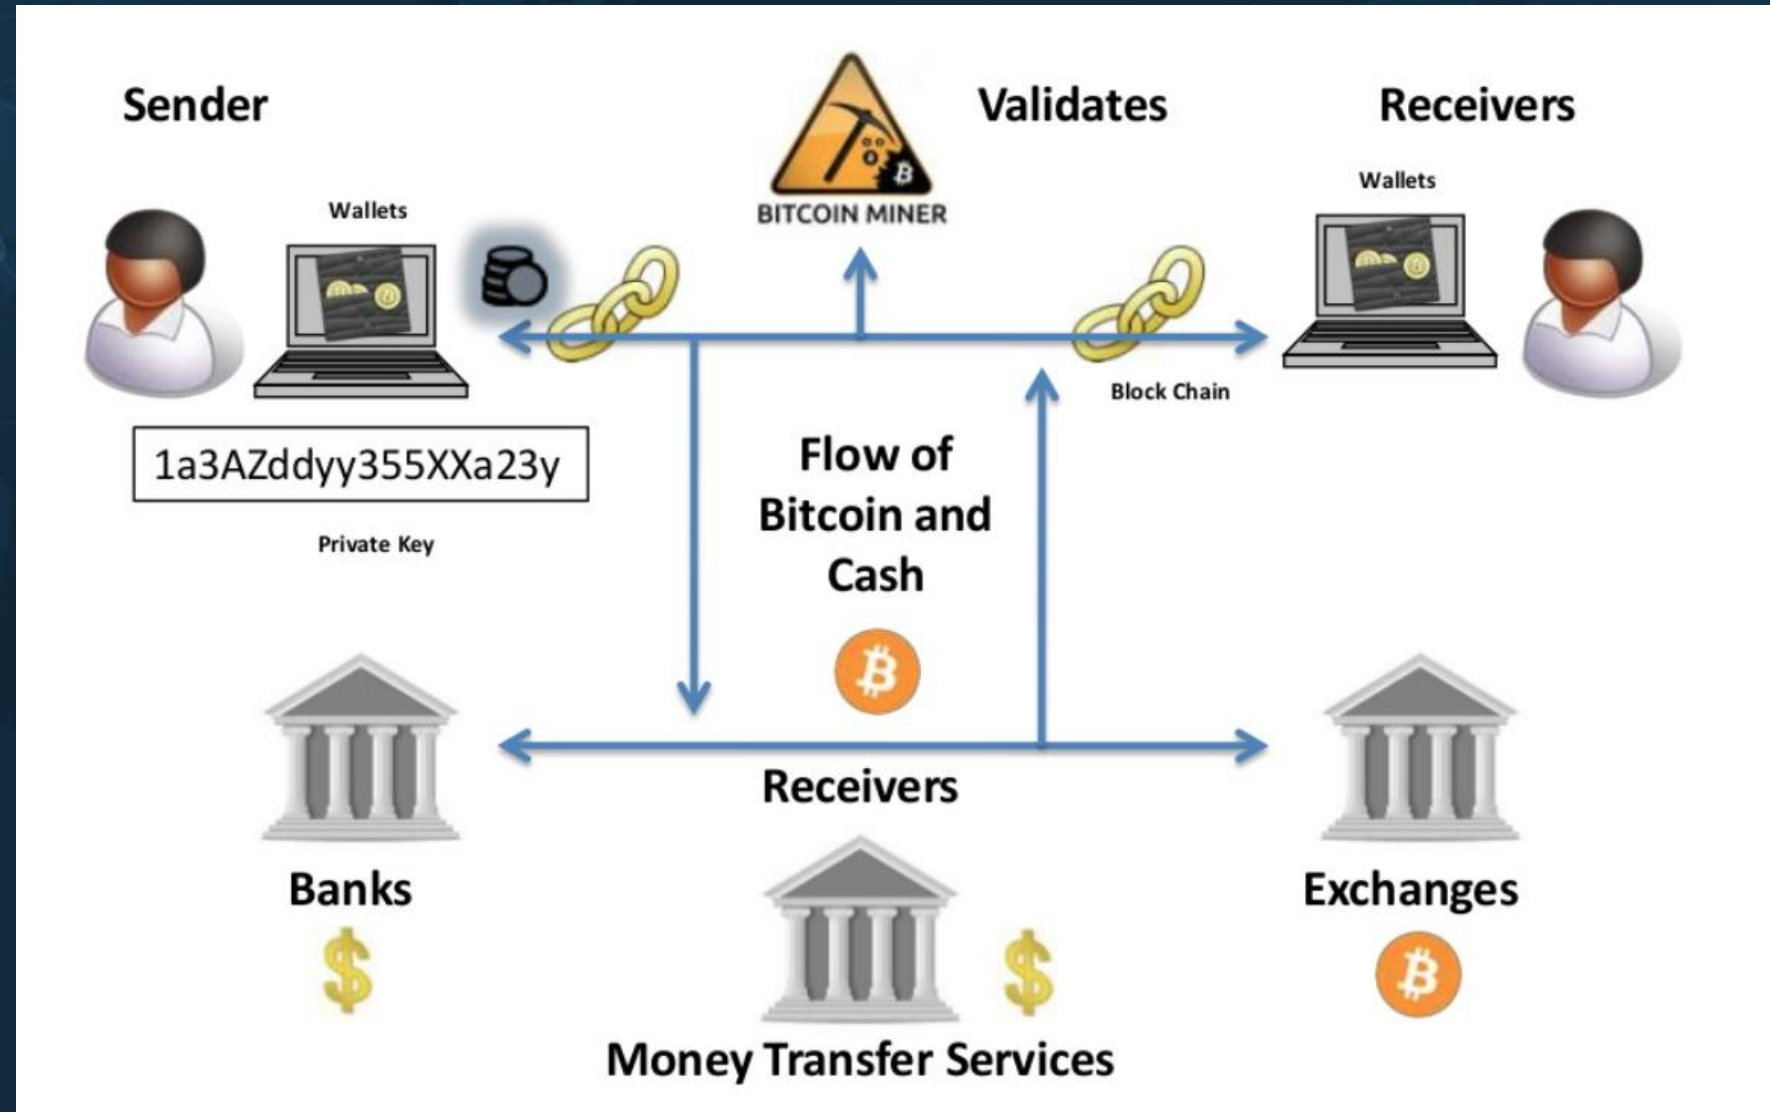 Sender
Validates
Receivers
Wallets
Wallets
BITCOIN MINER
Block Chain
1a3AZddyy355XXa23y
Private Key
Flow of
Bitcoin and
Cash
Receivers
Banks
Exchanges
Money Transfer Services